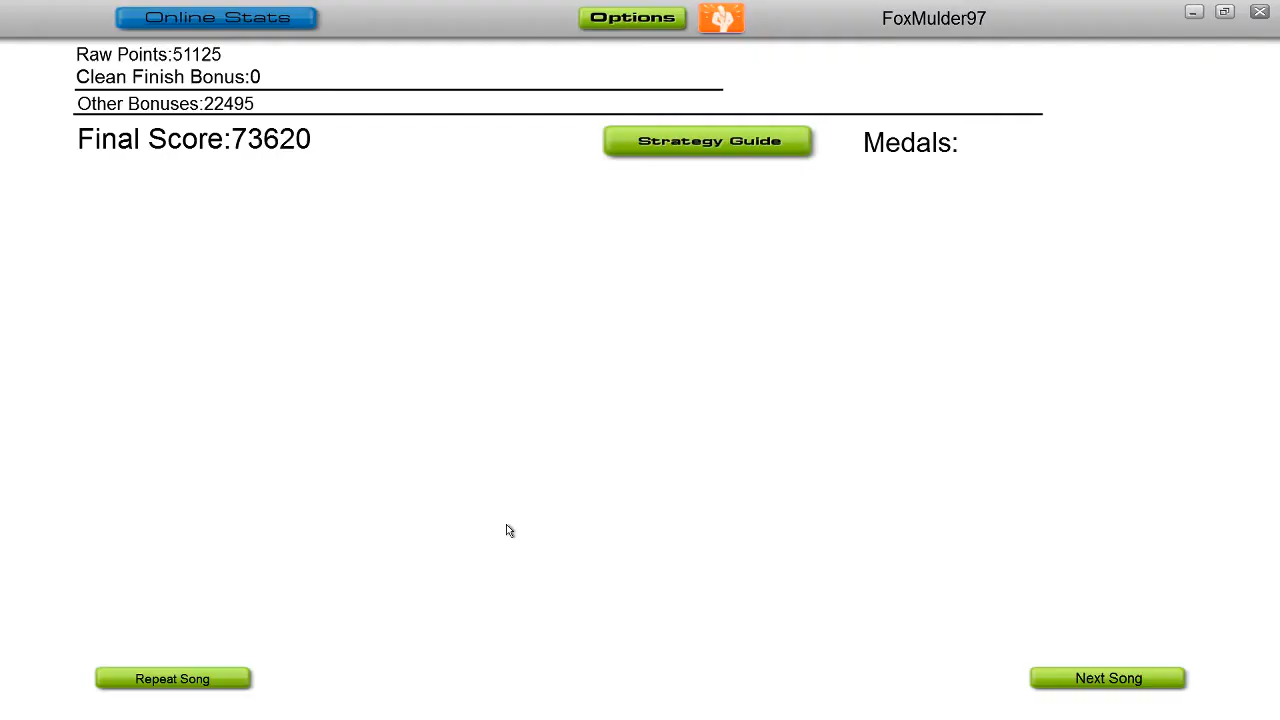 Online Stats
Options
FoxMulder97
Raw Points:51125
Clean Finish Bonus:0
Other Bonuses:22495
Final Score:73620
Strategy Guide
Medals:
Repeat Song
Next Song